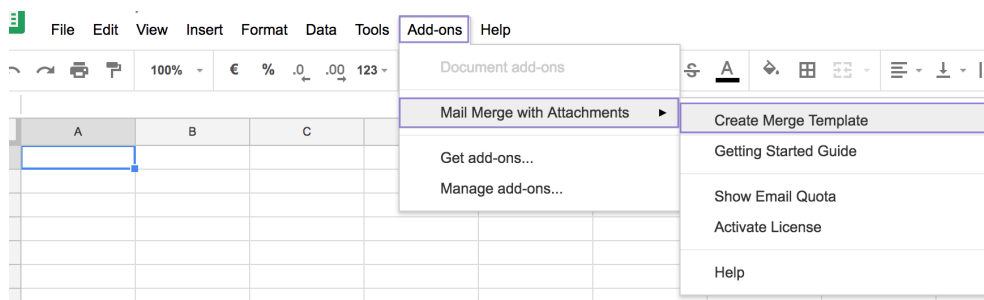 File Edit View Insert Format Data Tools Add-ons Help
100% € % .0 .00 123 S A
Document add-ons
Mail Merge with Attachments
Create Merge Template
A B C
Getting Started Guide
Get add-ons...
Manage add-ons...
Show Email Quota
Activate License
Help